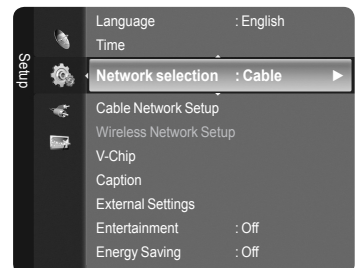 Setup
Language : English
Time
Network selection : Cable ►
Cable Network Setup
Wireless Network Setup
V-Chip
Caption
External Settings
Entertainment : Off
Energy Saving : Off